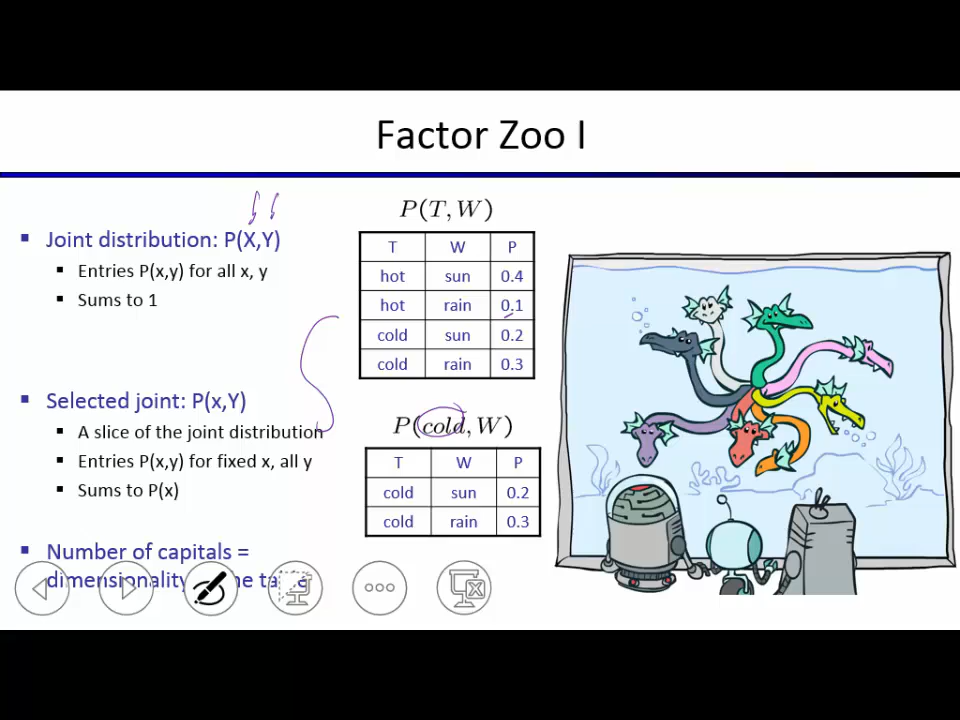 Factor Zoo I
Joint distribution: P(X,Y)
Entries P(x,y) for all x, y
Sums to 1
Selected joint: P(x,Y)
A slice of the joint distribution
Entries P(x,y) for fixed x, all y
Sums to P(x)
Number of capitals =
dimensionality
P(T, W)
T W P
hot sun 0.4
hot rain 0.1
cold sun 0.2
cold rain 0.3
P(cold, W)
T W P
cold sun 0.2
cold rain 0.3